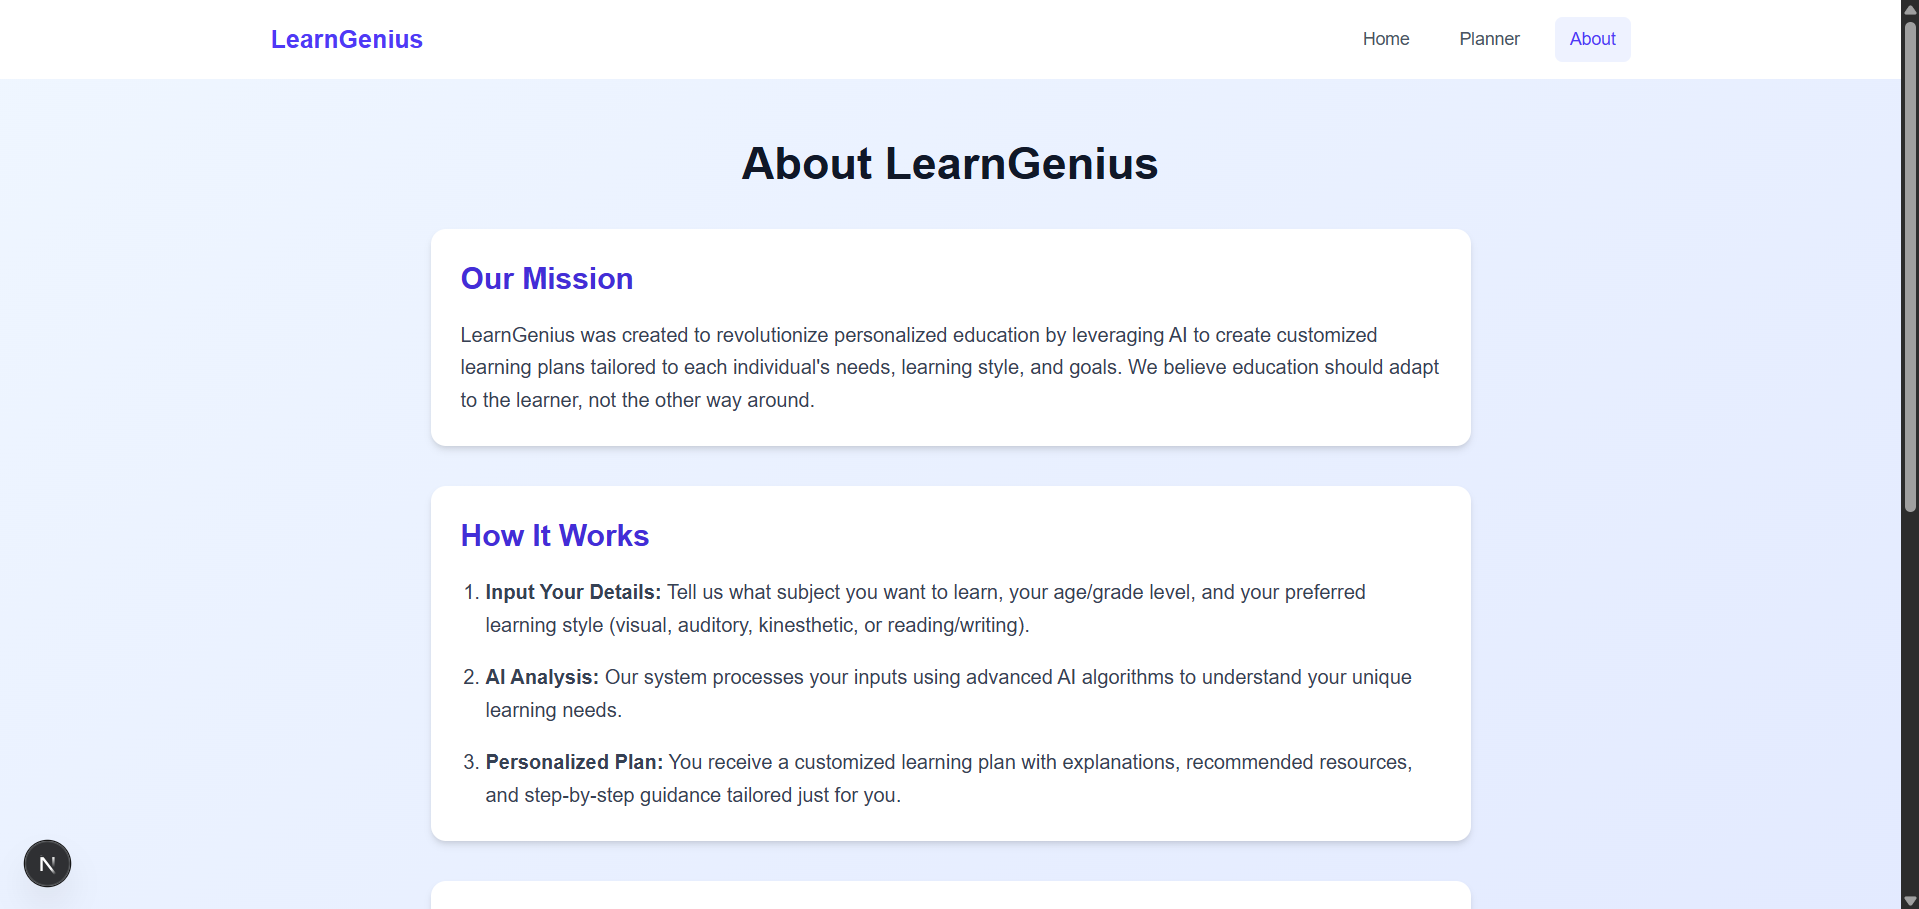 LearnGenius
Home
Planner
About
About LearnGenius
Our Mission
LearnGenius was created to revolutionize personalized education by leveraging AI to create customized
learning plans tailored to each individual's needs, learning style, and goals. We believe education should adapt
to the learner, not the other way around.
How It Works
1. Input Your Details: Tell us what subject you want to learn, your age/grade level, and your preferred
learning style (visual, auditory, kinesthetic, or reading/writing).
2. AI Analysis: Our system processes your inputs using advanced AI algorithms to understand your unique
learning needs.
3. Personalized Plan: You receive a customized learning plan with explanations, recommended resources,
and step-by-step guidance tailored just for you.
N